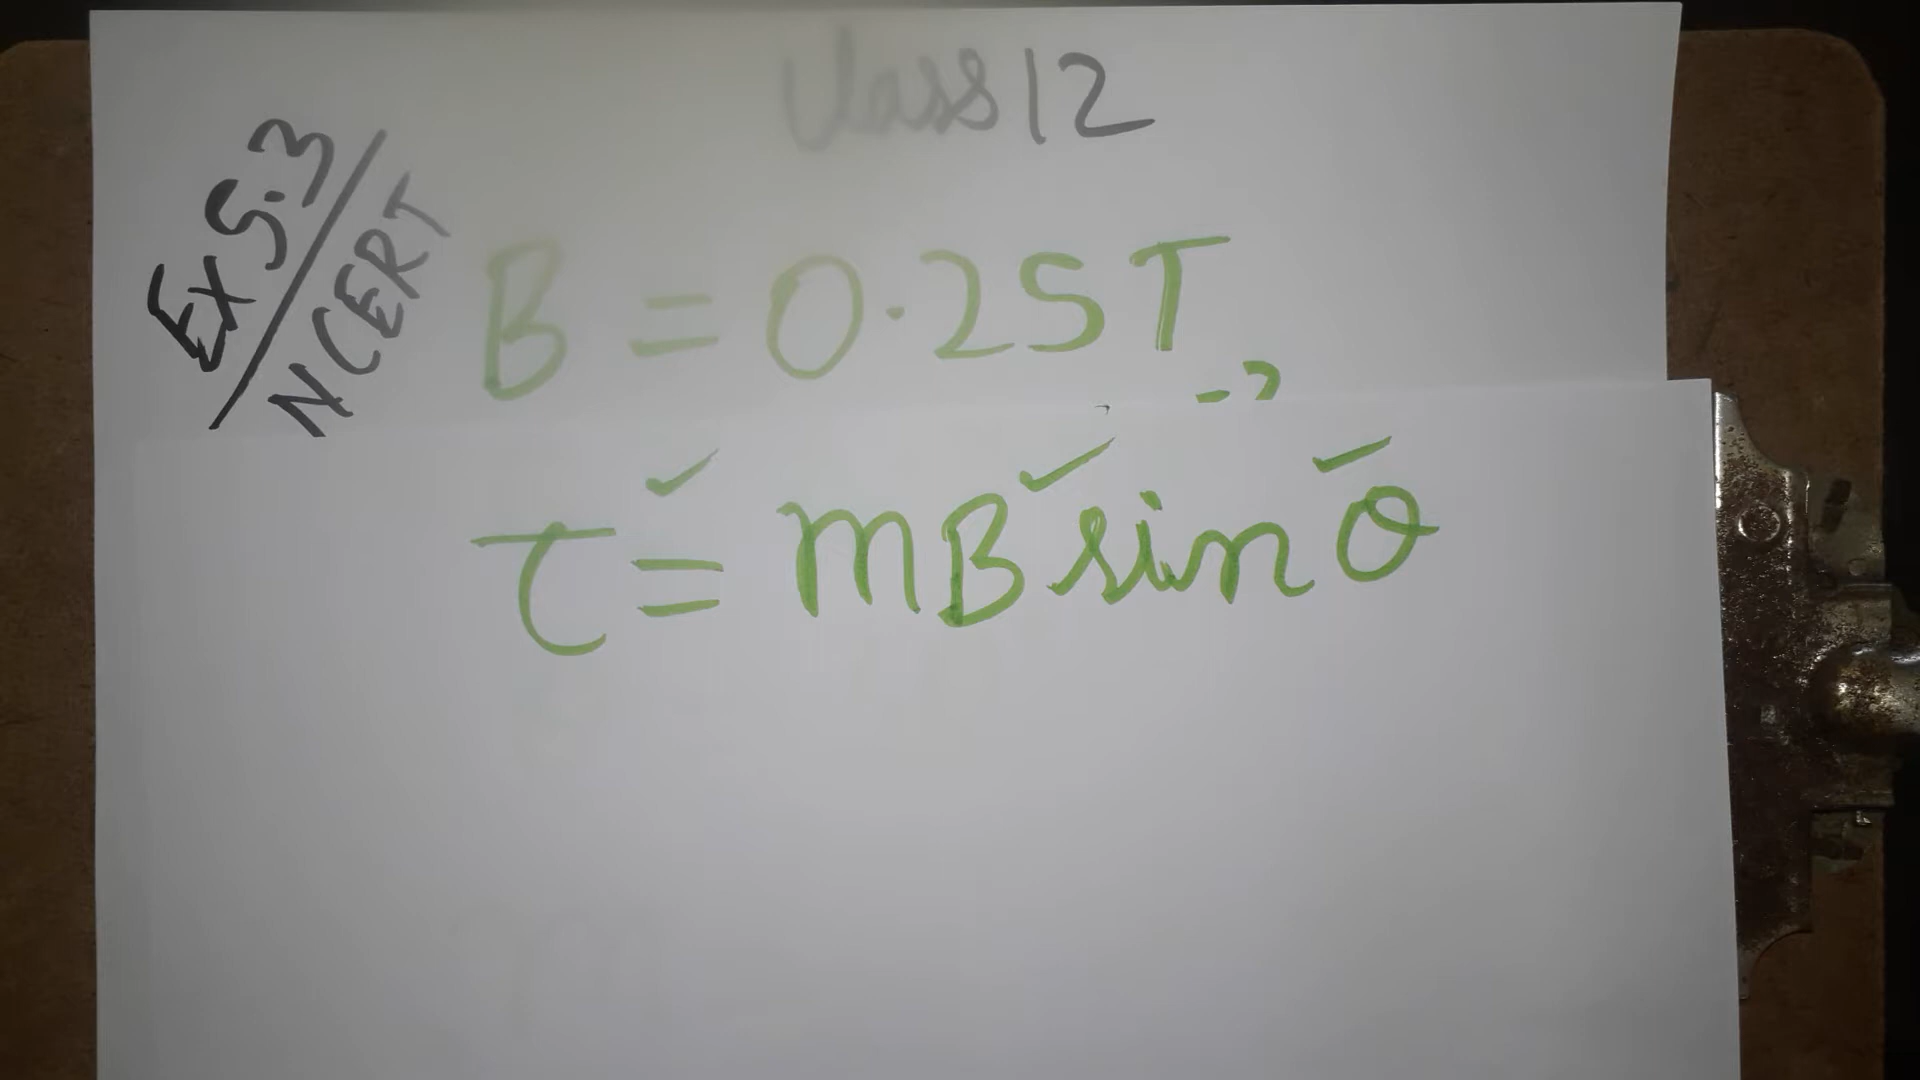 Class 12
Ex 5.3
NCERT
B = 0.25T
τ = mB sin θ